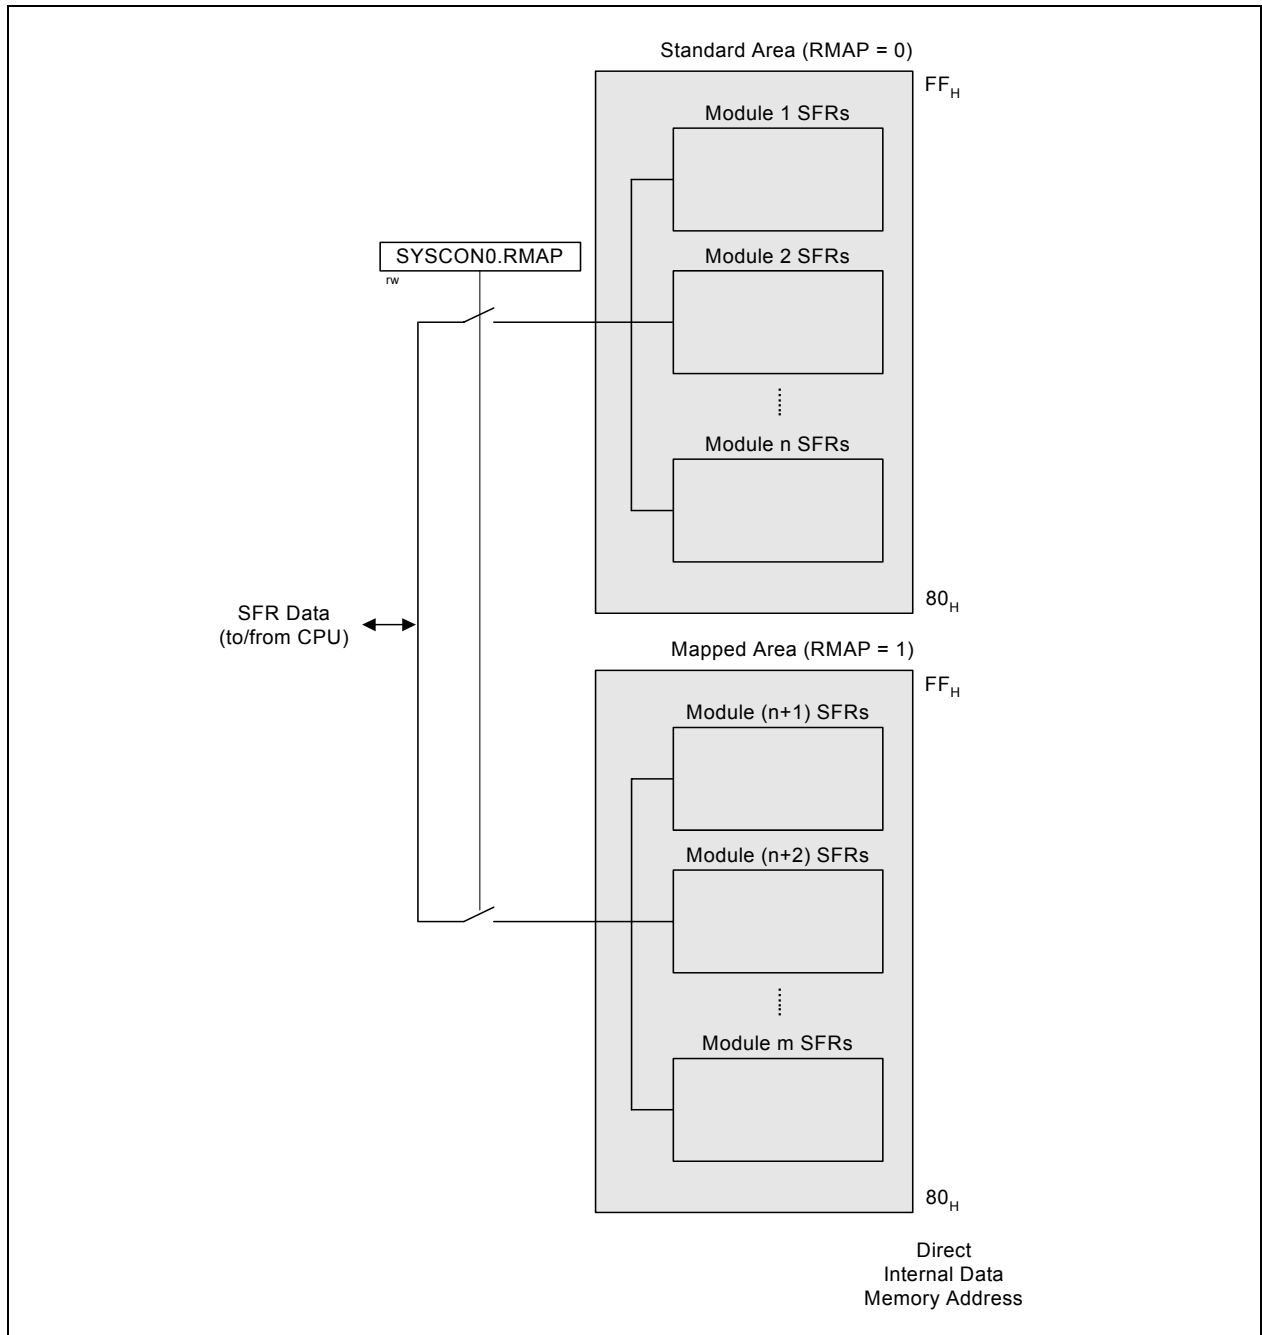 Standard Area (RMAP = 0)
FFH
Module 1 SFRs
SYSCON0.RMAP
rw
Module 2 SFRs
Module n SFRs
80H
SFR Data
(to/from CPU)
Mapped Area (RMAP = 1)
FFH
Module (n+1) SFRs
Module (n+2) SFRs
Module m SFRs
80H
Direct
Internal Data
Memory Address